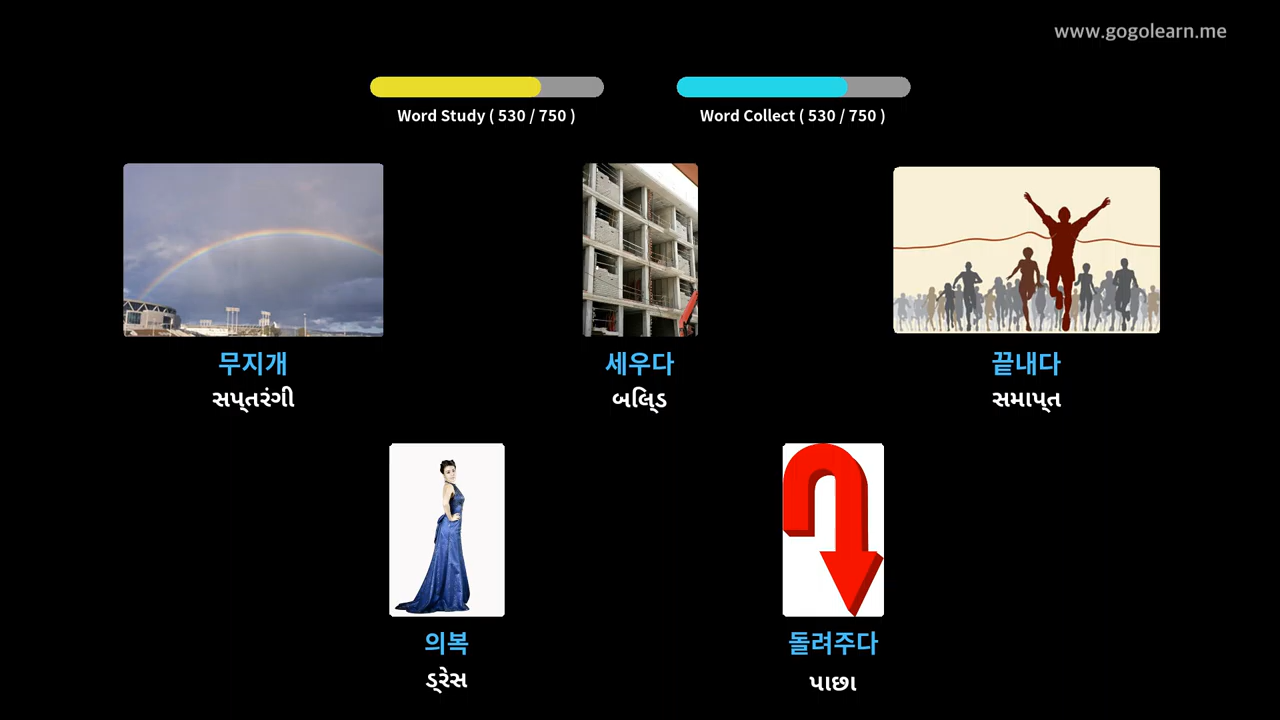 www.gogolearn.me
Word Study ( 530 / 750 )
Word Collect ( 530 / 750 )
무지개
સપ્તરંગી
세우다
બિલ્ડ
끝내다
સમાપ્ત
의복
ડ્રેસ
돌려주다
પાછા